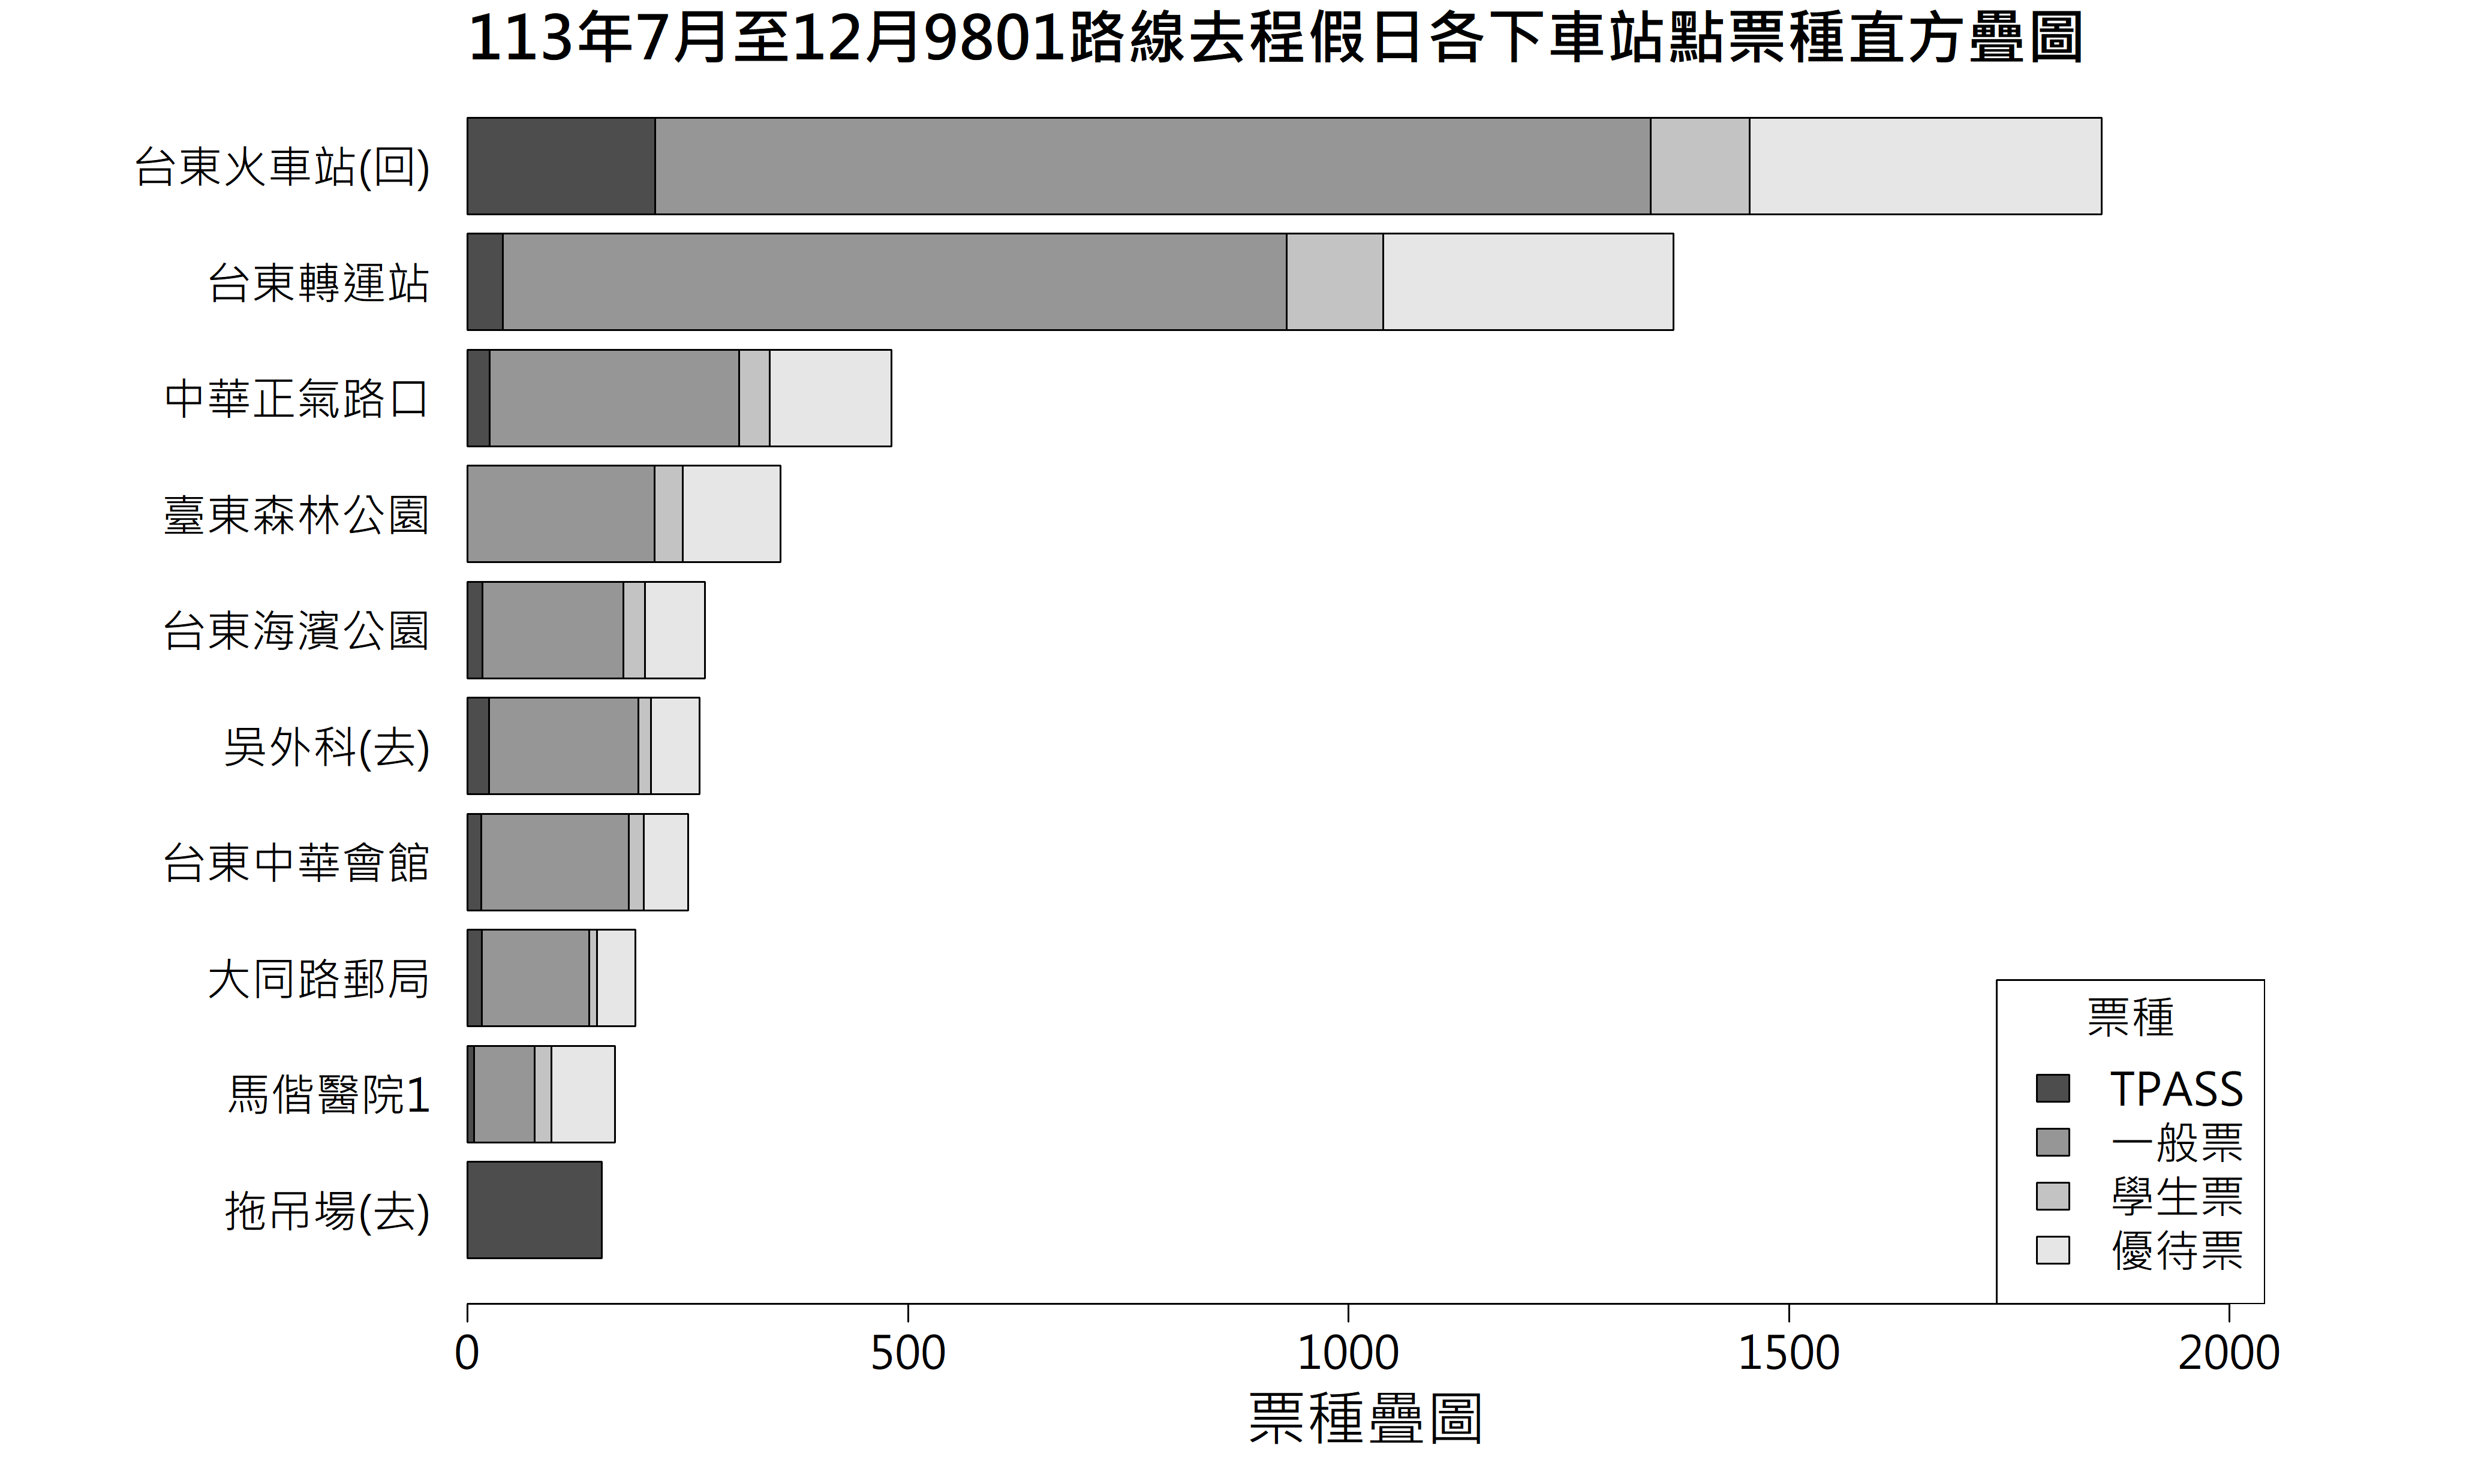 113年7月至12月9801路線去程假日各下車站點票種直方疊圖
台東火車站(回)
台東轉運站
中華正氣路口
臺東森林公園
台東海濱公園
吳外科(去)
台東中華會館
大同路郵局
馬偕醫院1
拖吊場(去)
票種
TPASS
一般票
學生票
優待票
0 500 1000 1500 2000
票種疊圖